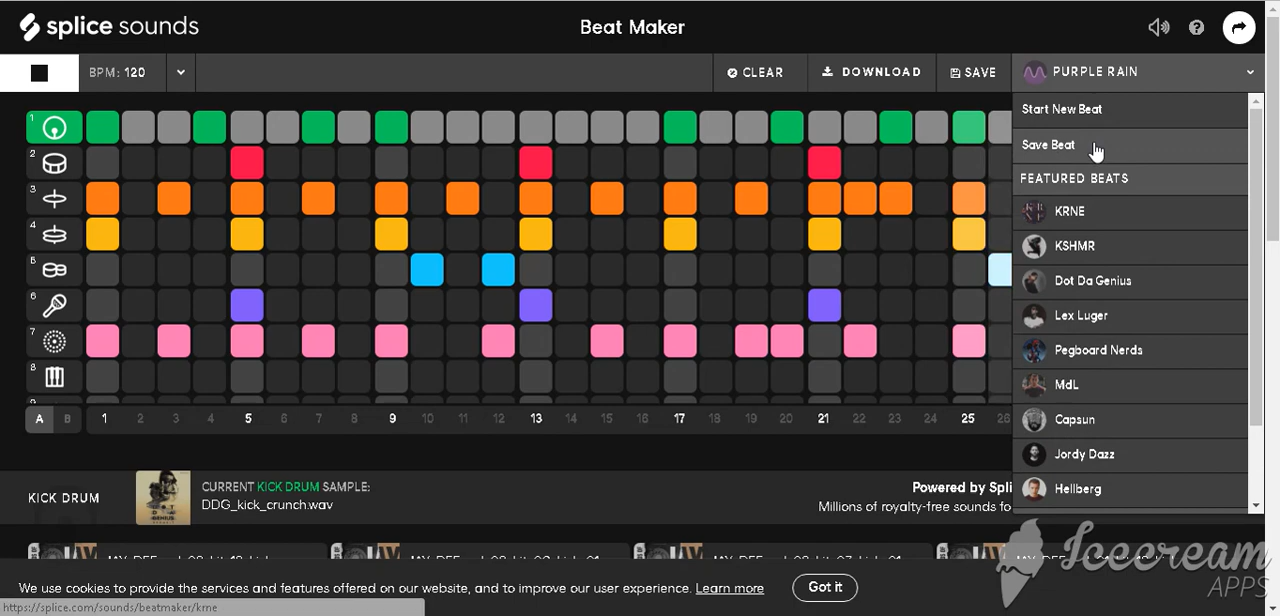 splice sounds
Beat Maker
BPM: 120
CLEAR
DOWNLOAD
SAVE
PURPLE RAIN
Start New Beat
Save Beat
FEATURED BEATS
KRNE
KSHMR
Dot Da Genius
Lex Luger
Pegboard Nerds
MdL
Capsun
Jordy Dazz
Hellberg
1
2
3
4
5
6
7
8
A B 1 2 3 4 5 6 7 8 9 10 11 12 13 14 15 16 17 18 19 20 21 22 23 24 25 26
KICK DRUM
CURRENT KICK DRUM SAMPLE:
DDG_kick_crunch.wav
Powered by Spli
Millions of royalty-free sounds fo
We use cookies to provide the services and features offered on our website, and to improve our user experience. Learn more
Got it
https://splice.com/sounds/beatmaker/krne
Icecream
APPS